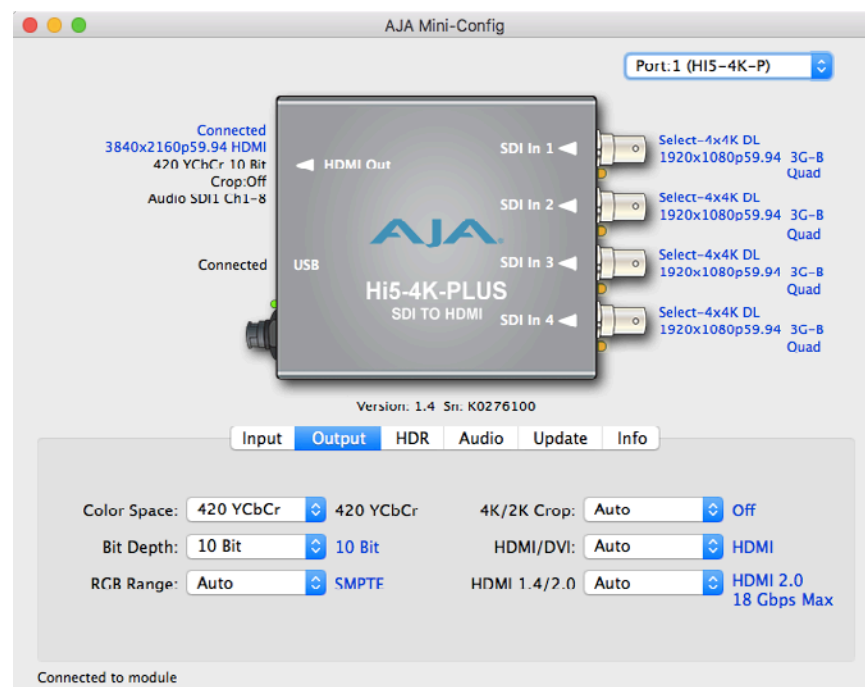 AJA Mini-Config
Port:1 (HI5-4K-P)
Connected
3840x2160p59.94 HDMI
420 YCbCr 10 Bit
Crop:Off
Audio SDI1 Ch1-8
Connected
HDMI Out
USB
SDI In 1
SDI In 2
SDI In 3
SDI In 4
AJA
Hi5-4K-PLUS
SDI TO HDMI
Select-4x4K DL
1920x1080p59.94 3G-B
Quad
Select-4x4K DL
1920x1080p59.94 3G-B
Quad
Select-4x4K DL
1920x1080p59.94 3G-B
Quad
Select-4x4K DL
1920x1080p59.94 3G-B
Quad
Version: 1.4 Sn: K0276100
Input Output HDR Audio Update Info
Color Space: 420 YCbCr 420 YCbCr 4K/2K Crop: Auto Off
Bit Depth: 10 Bit 10 Bit HDMI/DVI: Auto HDMI
RGB Range: Auto SMPTE HDMI 1.4/2.0 Auto HDMI 2.0
18 Gbps Max
Connected to module